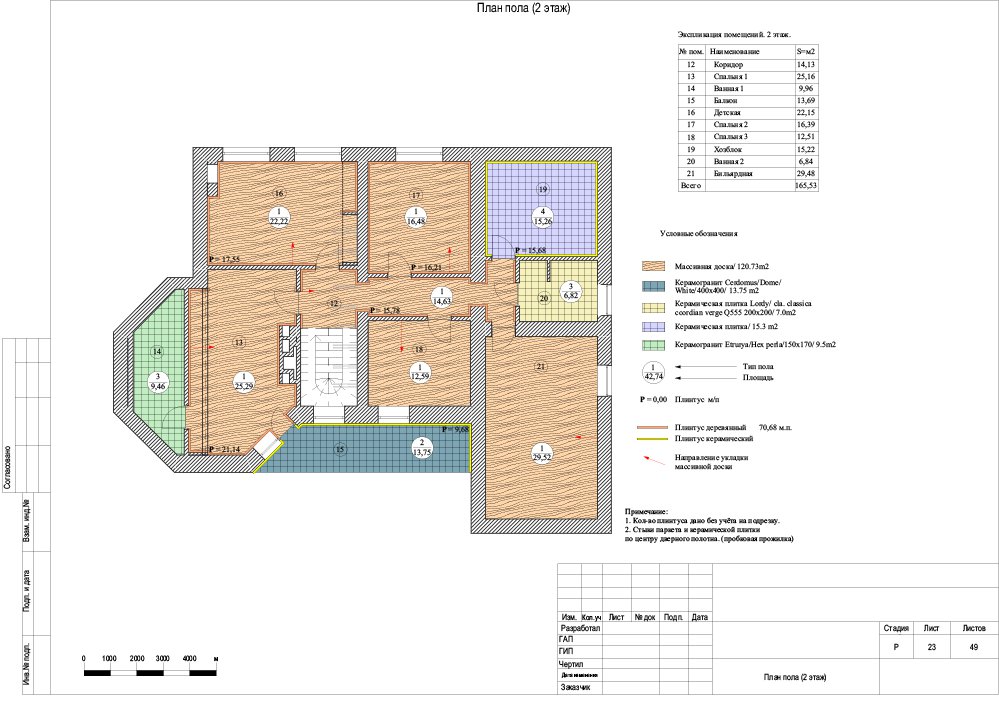 План пола (2 этаж)
Экспликация помещений. 2 этаж.
№ пом. Наименование S=м2
12 Коридор 14,13
13 Спальня 1 25,16
14 Ванная 1 9,96
15 Балкон 13,69
16 Детская 22,15
17 Спальня 2 16,39
18 Спальня 3 12,51
19 Хозблок 15,22
20 Ванная 2 6,84
21 Бильярдная 29,48
Всего 165,53
Условные обозначения
Массивная доска/ 120.73м2
Керамогранит Cerdomus/Dome/
White/400x400/ 13.75 m2
Керамическая плитка Lordy/ cla. classica
ccordian verge Q555 200x200/ 7.0м2
Керамическая плитка/ 15.3 м2
Керамогранит Etrurya/Hex perla/150x170/ 9.5м2
1
42,74
Тип пола
Площадь
P = 0,00 Плинтус м/п
Плинтус деревянный 70,68 м.п.
Плинтус керамический
Направление укладки
массивной доски
Примечание:
1. Кол-во плинтуса дано без учёта на подрезку.
2. Стыки паркета и керамической плитки
по центру дверного полотна. (пробковая прожилка)
16
1
22,22
P = 17,55
17
1
16,48
P = 16,21
19
4
15,26
P = 15,68
12
1
14,63
P = 15,78
20
3
6,82
14
3
9,46
13
1
25,29
P = 21,14
18
1
12,59
15
2
13,75
P = 9,68
21
1
29,52
Согласовано
Взам. инд.№
Подп. и дата
Инв.№ подл.
0 1000 2000 3000 4000 м
Изм. Кол.уч Лист № док Подп. Дата
Разработал
ГАП
ГИП
Чертил
Дата изменения
Заказчик
Стадия Лист Листов
Р 23 49
План пола (2 этаж)